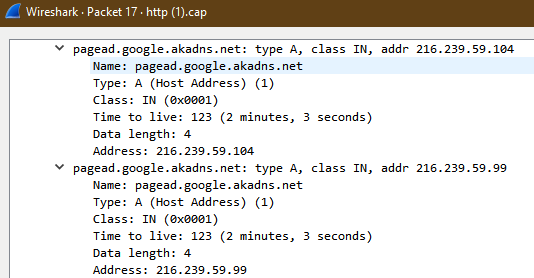 Wireshark · Packet 17 · http (1).cap
pagead.google.akadns.net: type A, class IN, addr 216.239.59.104
Name: pagead.google.akadns.net
Type: A (Host Address) (1)
Class: IN (0x0001)
Time to live: 123 (2 minutes, 3 seconds)
Data length: 4
Address: 216.239.59.104
pagead.google.akadns.net: type A, class IN, addr 216.239.59.99
Name: pagead.google.akadns.net
Type: A (Host Address) (1)
Class: IN (0x0001)
Time to live: 123 (2 minutes, 3 seconds)
Data length: 4
Address: 216.239.59.99